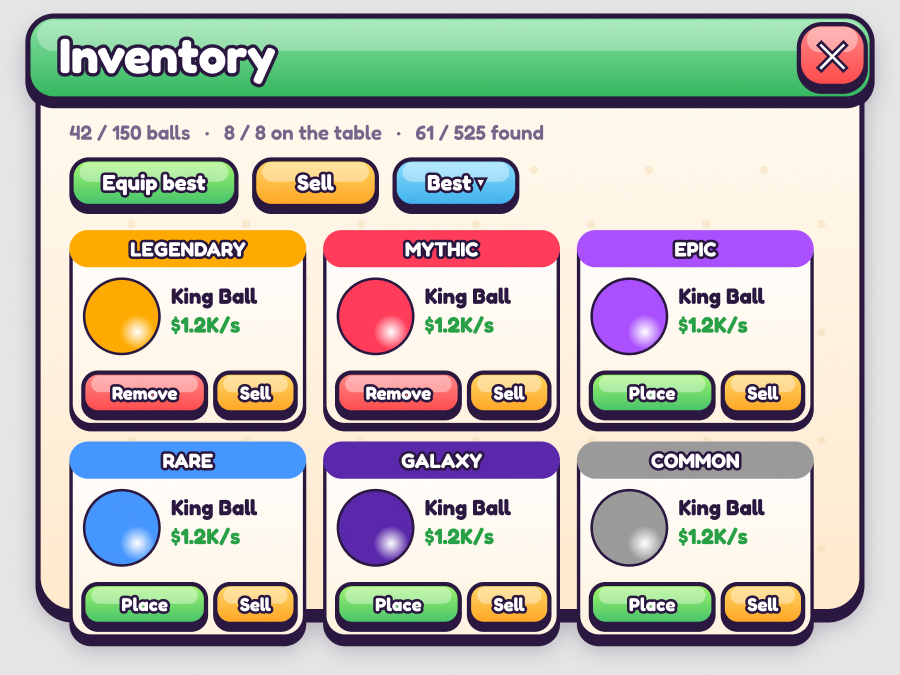 Inventory
42 / 150 balls · 8 / 8 on the table · 61 / 525 found
Equip best Sell Best ▾
LEGENDARY MYTHIC EPIC
King Ball King Ball King Ball
$1.2K/s $1.2K/s $1.2K/s
Remove Sell Remove Sell Place Sell
RARE GALAXY COMMON
King Ball King Ball King Ball
$1.2K/s $1.2K/s $1.2K/s
Place Sell Place Sell Place Sell